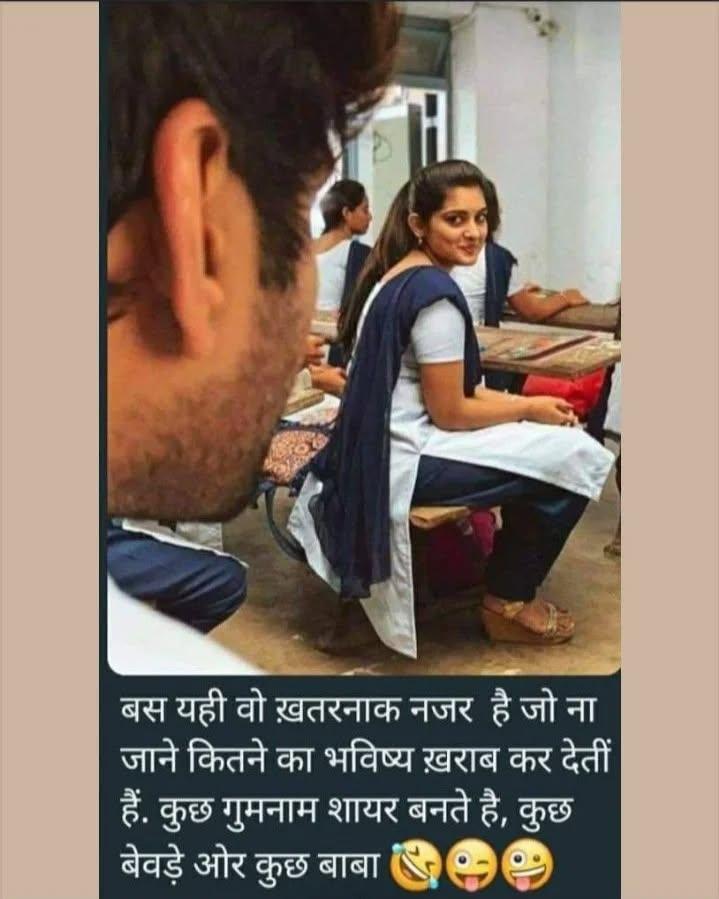 बस यही वो ख़तरनाक नजर है जो ना
जाने कितने का भविष्य ख़राब कर देतीं
हैं. कुछ गुमनाम शायर बनते है, कुछ
बेवड़े ओर कुछ बाबा 🤣😜🤪